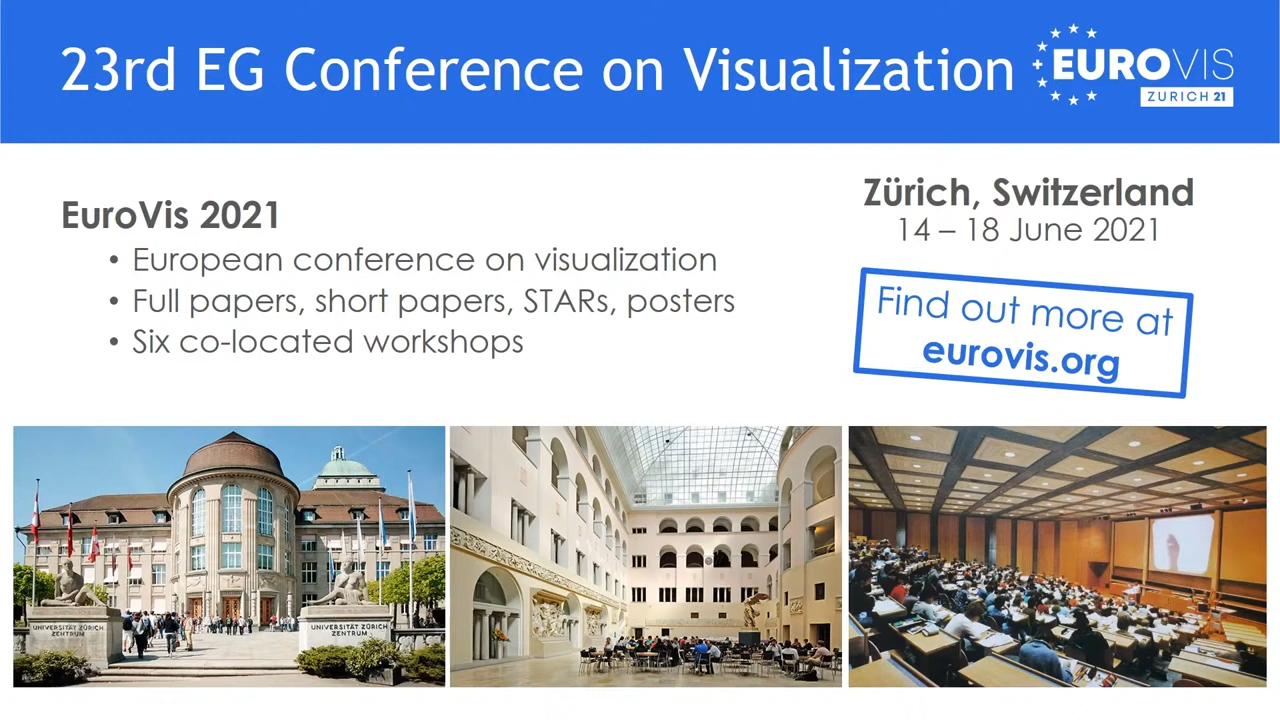 23rd EG Conference on Visualization
EUROVIS
ZURICH 21
EuroVis 2021
• European conference on visualization
• Full papers, short papers, STARs, posters
• Six co-located workshops
Zürich, Switzerland
14 – 18 June 2021
Find out more at
eurovis.org
UNIVERSITÄT ZÜRICH
ZENTRUM
UNIVERSITÄT ZÜRICH
ZENTRUM